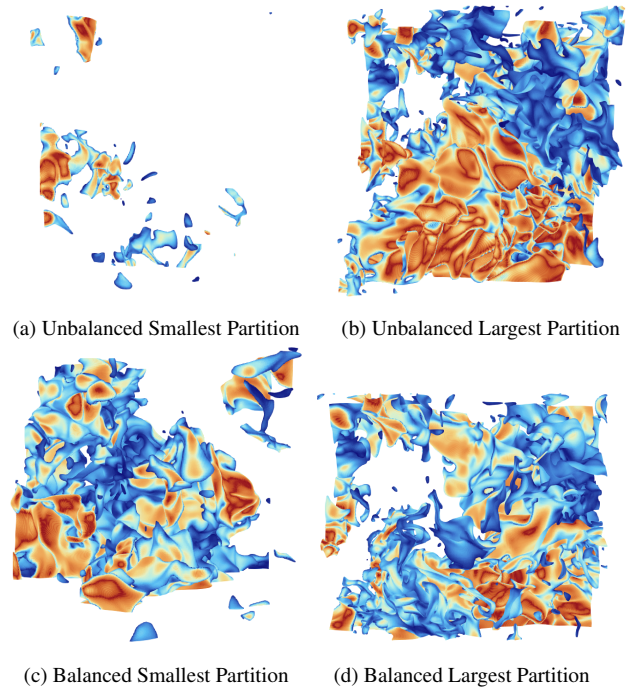 (a) Unbalanced Smallest Partition
(b) Unbalanced Largest Partition
(c) Balanced Smallest Partition
(d) Balanced Largest Partition